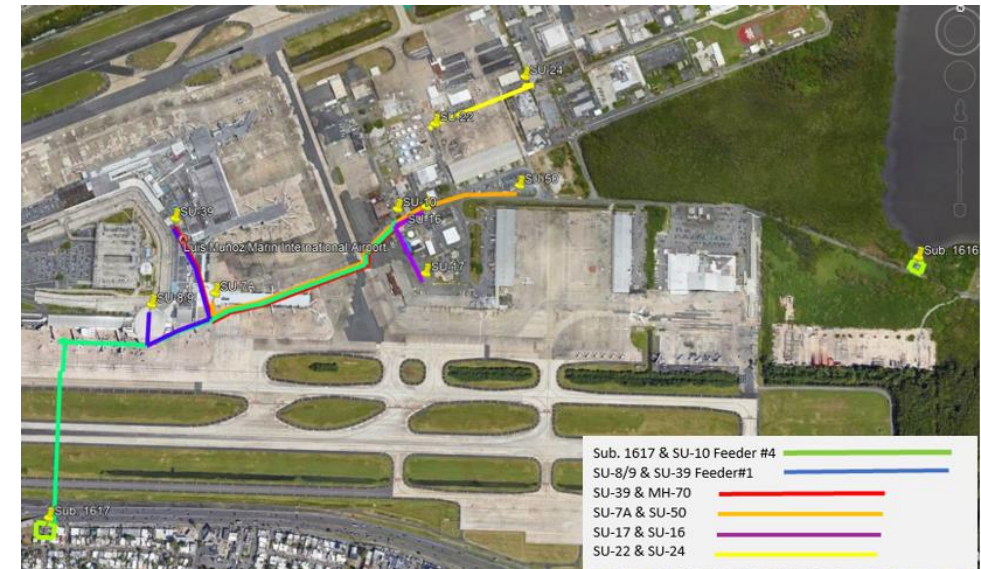 SU-24
SU-22
SU-50
SU-10
SU-39
SU-16
Luis Muñoz Marin International Airport
SU-17
Sub. 1616
SU-7A
SU-8/9
Sub. 1617
Sub. 1617 & SU-10 Feeder #4
SU-8/9 & SU-39 Feeder#1
SU-39 & MH-70
SU-7A & SU-50
SU-17 & SU-16
SU-22 & SU-24